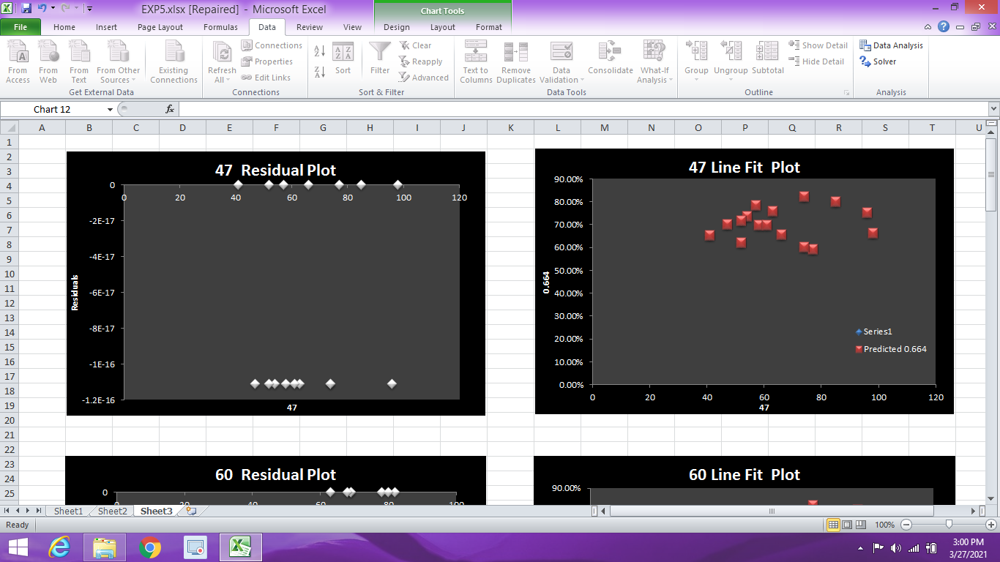 EXP5.xlsx [Repaired] - Microsoft Excel
Chart Tools
File Home Insert Page Layout Formulas Data Review View Design Layout Format
From Access
From Web
From Text
From Other Sources
Existing Connections
Get External Data
Refresh All
Connections
Properties
Edit Links
Connections
Sort
Filter
Clear
Reapply
Advanced
Sort & Filter
Text to Columns
Remove Duplicates
Data Validation
Consolidate
What-If Analysis
Data Tools
Group
Ungroup
Subtotal
Show Detail
Hide Detail
Outline
Data Analysis
Solver
Analysis
Chart 12
fx
A B C D E F G H I J K L M N O P Q R S T U
1
2
3
4
5
6
7
8
9
10
11
12
13
14
15
16
17
18
19
20
21
22
23
24
25
47 Residual Plot
0
-2E-17
-4E-17
-6E-17
-8E-17
-1E-16
-1.2E-16
0 20 40 60 80 100 120
Residuals
47
47 Line Fit Plot
90.00%
80.00%
70.00%
60.00%
50.00%
40.00%
30.00%
20.00%
10.00%
0.00%
0 20 40 60 80 100 120
0.664
47
Series1
Predicted 0.664
60 Residual Plot
0
0 20 40 60 80 100
60 Line Fit Plot
90.00%
Sheet1 Sheet2 Sheet3
Ready
100%
3:00 PM
3/27/2021